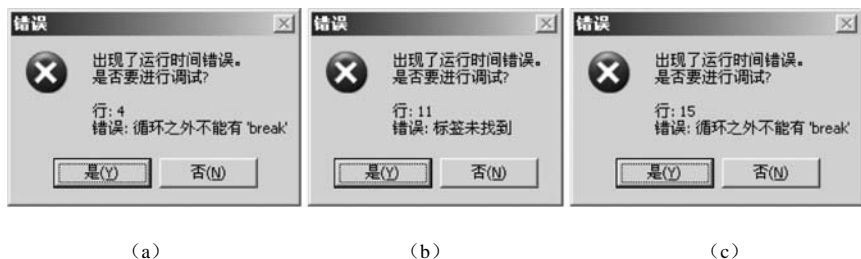 错误
出现了运行时间错误。
是否要进行调试?
行: 4
错误: 循环之外不能有 'break'
是(Y)
否(N)
错误
出现了运行时间错误。
是否要进行调试?
行: 11
错误: 标签未找到
是(Y)
否(N)
错误
出现了运行时间错误。
是否要进行调试?
行: 15
错误: 循环之外不能有 'break'
是(Y)
否(N)
（a）
（b）
（c）